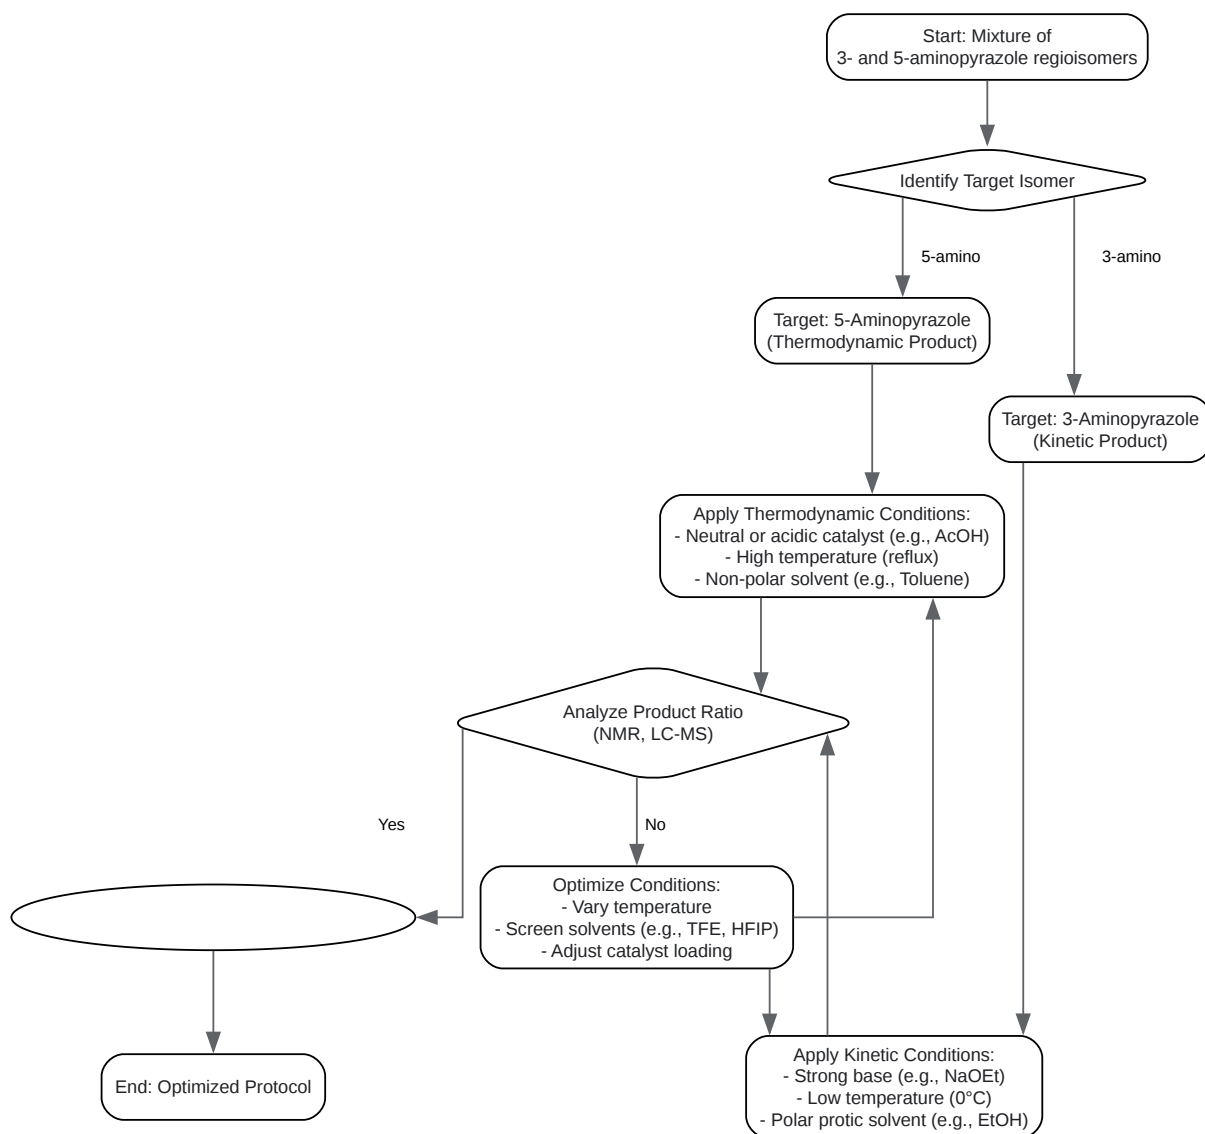 Start: Mixture of
3- and 5-aminopyrazole regioisomers
Identify Target Isomer
5-amino
3-amino
Target: 5-Aminopyrazole
(Thermodynamic Product)
Target: 3-Aminopyrazole
(Kinetic Product)
Apply Thermodynamic Conditions:
- Neutral or acidic catalyst (e.g., AcOH)
- High temperature (reflux)
- Non-polar solvent (e.g., Toluene)
Analyze Product Ratio
(NMR, LC-MS)
Yes
No
Optimize Conditions:
- Vary temperature
- Screen solvents (e.g., TFE, HFIP)
- Adjust catalyst loading
End: Optimized Protocol
Apply Kinetic Conditions:
- Strong base (e.g., NaOEt)
- Low temperature (0°C)
- Polar protic solvent (e.g., EtOH)